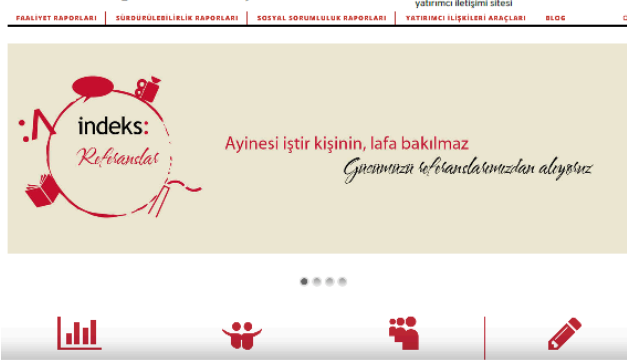 yatırımcı iletişimi sitesi
FAALİYET RAPORLARI
SÜRDÜRÜLEBİLİRLİK RAPORLARI
SOSYAL SORUMLULUK RAPORLARI
YATIRIMCI İLİŞKİLERİ ARAÇLARI
BLOG
indeks:
Referanslar
Ayinesi iştir kişinin, lafa bakılmaz
Gücümüzü referanslarımızdan alıyoruz